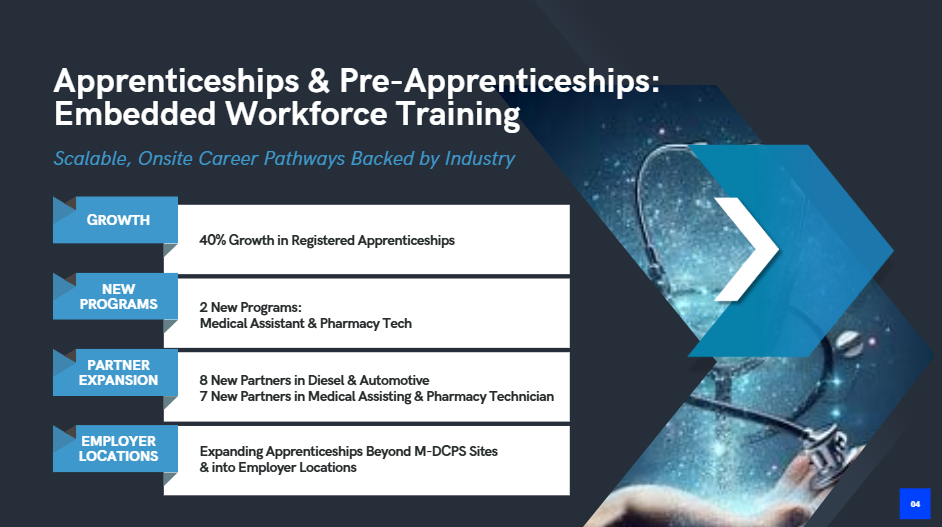 Apprenticeships & Pre-Apprenticeships:
Embedded Workforce Training
Scalable, Onsite Career Pathways Backed by Industry
GROWTH
40% Growth in Registered Apprenticeships
NEW
PROGRAMS
2 New Programs:
Medical Assistant & Pharmacy Tech
PARTNER
EXPANSION
8 New Partners in Diesel & Automotive
7 New Partners in Medical Assisting & Pharmacy Technician
EMPLOYER
LOCATIONS
Expanding Apprenticeships Beyond M-DCPS Sites
& into Employer Locations
04